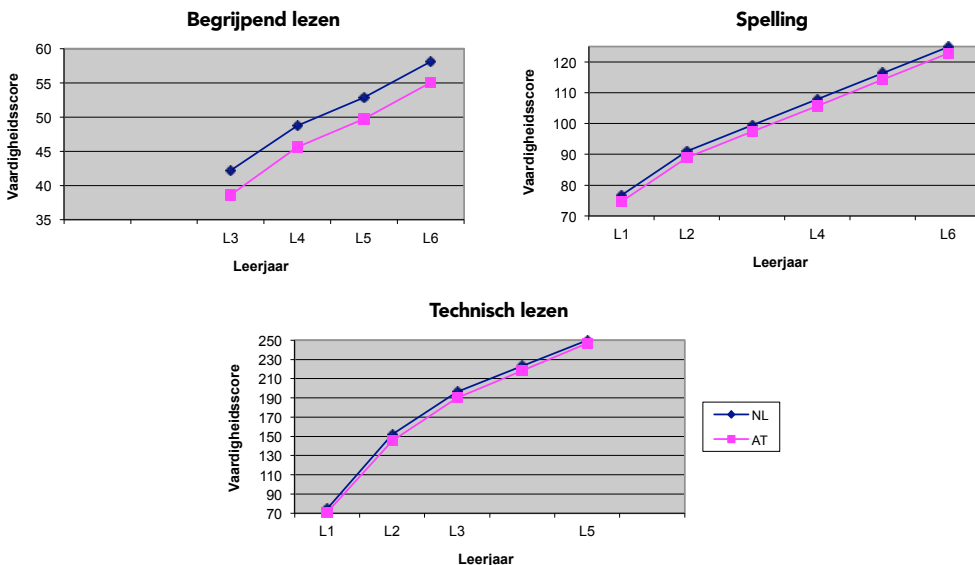 Begrijpend lezen
Vaardigheidsscore
60
55
50
45
40
35
L3 L4 L5 L6
Leerjaar
Spelling
Vaardigheidsscore
120
110
100
90
80
70
L1 L2 L4 L6
Leerjaar
Technisch lezen
Vaardigheidsscore
250
230
210
190
170
150
130
110
90
70
L1 L2 L3 L5
Leerjaar
NL
AT